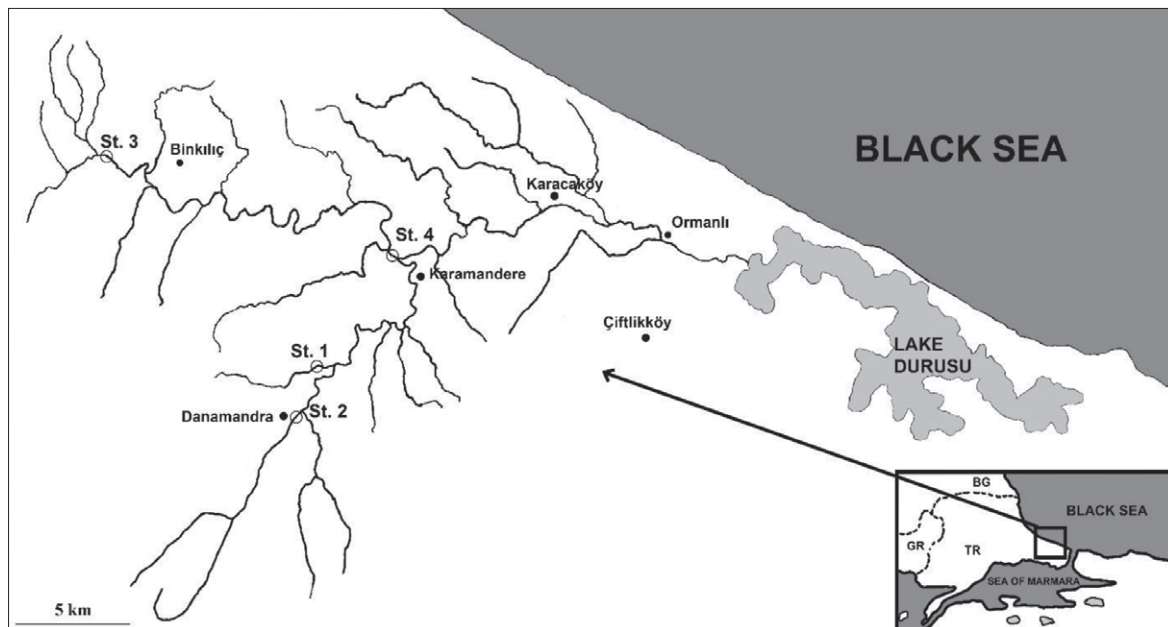 BLACK SEA
St. 3
Binkılıç
Karacaköy
Ormanlı
St. 4
Karamandere
Çiftlikköy
LAKE
DURUSU
St. 1
Danamandra
St. 2
5 km
BG
BLACK SEA
GR
TR
SEA OF MARMARA